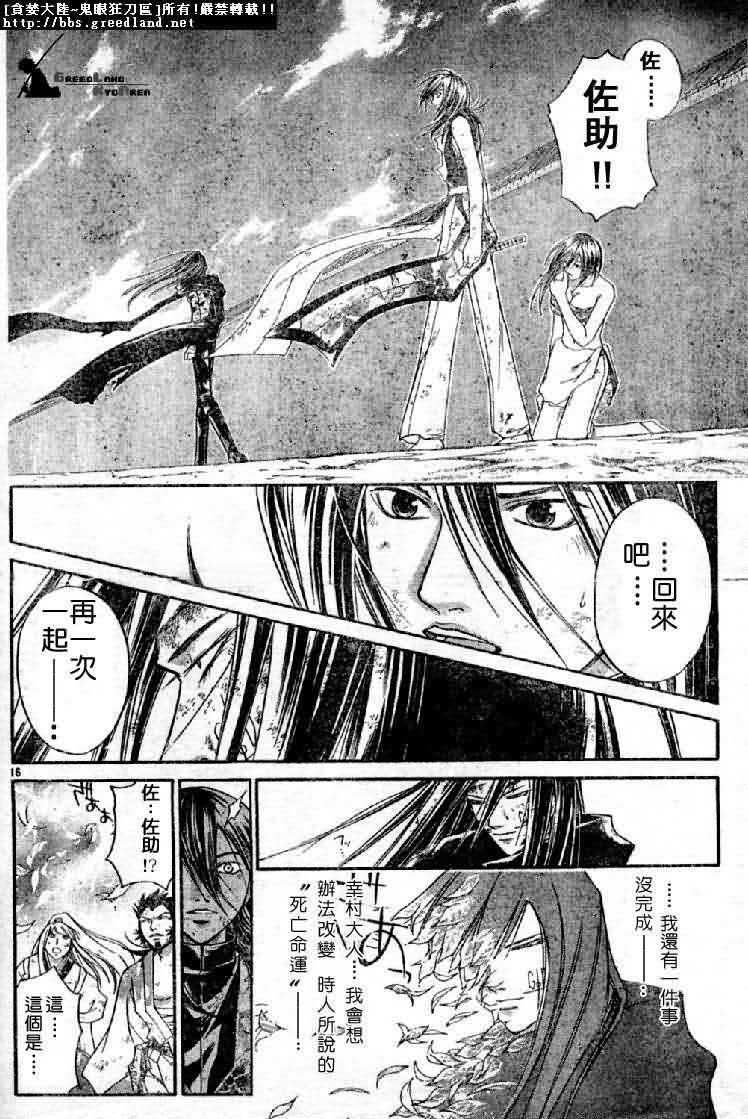 [貪婪大陸~鬼眼狂刀區]所有!嚴禁轉載!!
http://bbs.greedland.net
GreedLand
KyoAren
佐……
佐助!!
……回來
吧……
再一次
一起——…
16
……我還有一件事
沒完成——…
幸村大人……我會想
辦法改變 時人所說的
〝死亡命運〞——…
佐…佐助!?
這……
這個是……